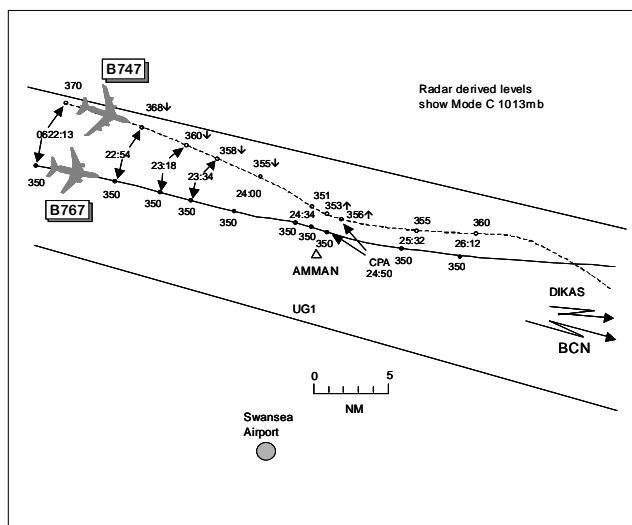 B747
370
Radar derived levels
show Mode C 1013mb
368↓
0622:13
360↓
358↓
22:54
355↓
23:18
350
23:34
B767
350
24:00
351
353↑
356↑
350
350
355
360
350
24:34
350
350
350
25:32
26:12
CPA
24:50
350
350
AMMAN
DIKAS
UG1
BCN
0
5
NM
Swansea
Airport